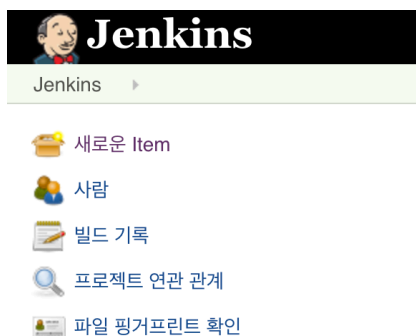 Jenkins
Jenkins
새로운 Item
사람
빌드 기록
프로젝트 연관 관계
파일 핑거프린트 확인